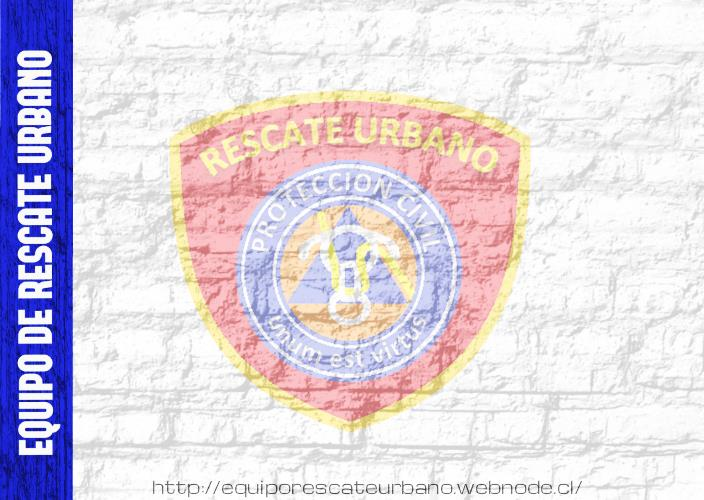 EQUIPO DE RESCATE URBANO
RESCATE URBANO
PROTECCION CIVIL
unum est virtus
http://equiporescateurbano.webnode.cl/